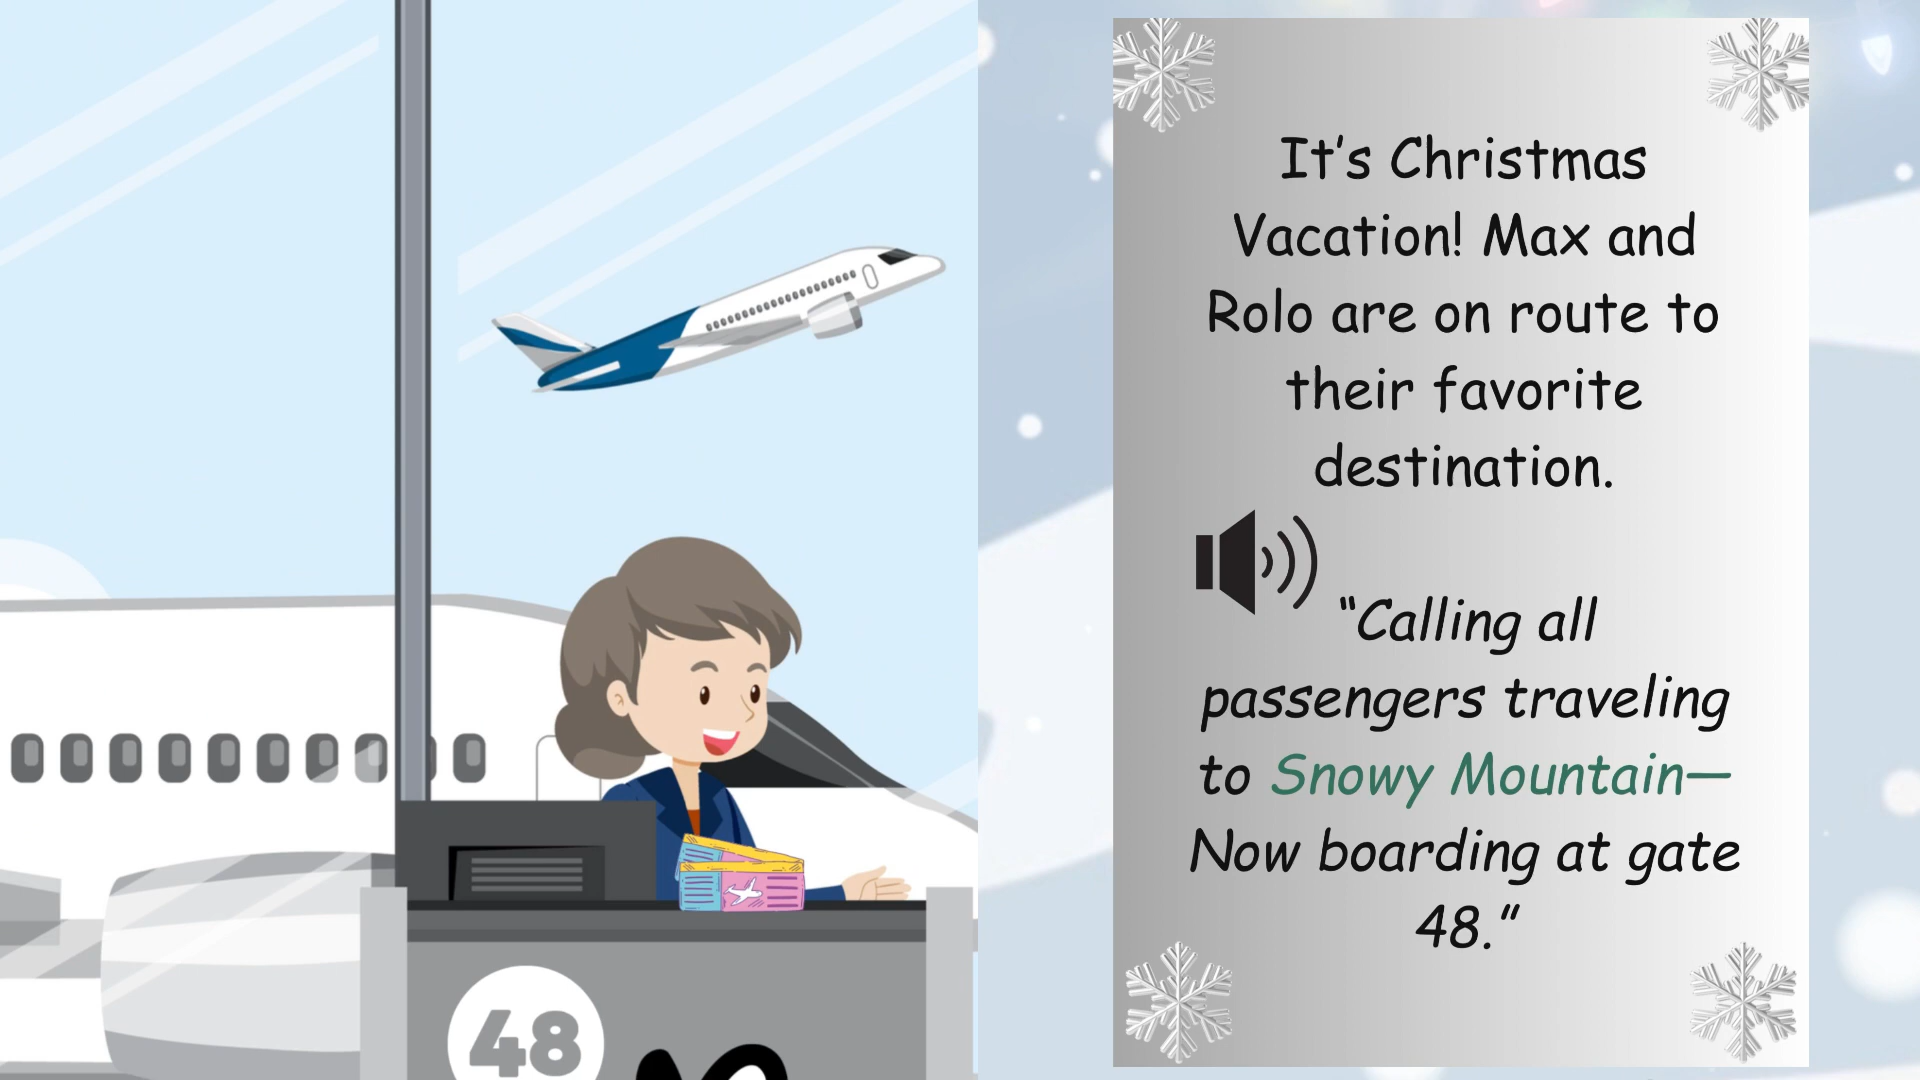 It's Christmas
Vacation! Max and
Rolo are on route to
their favorite
destination.
“Calling all
passengers traveling
to Snowy Mountain—
Now boarding at gate
48.”
48